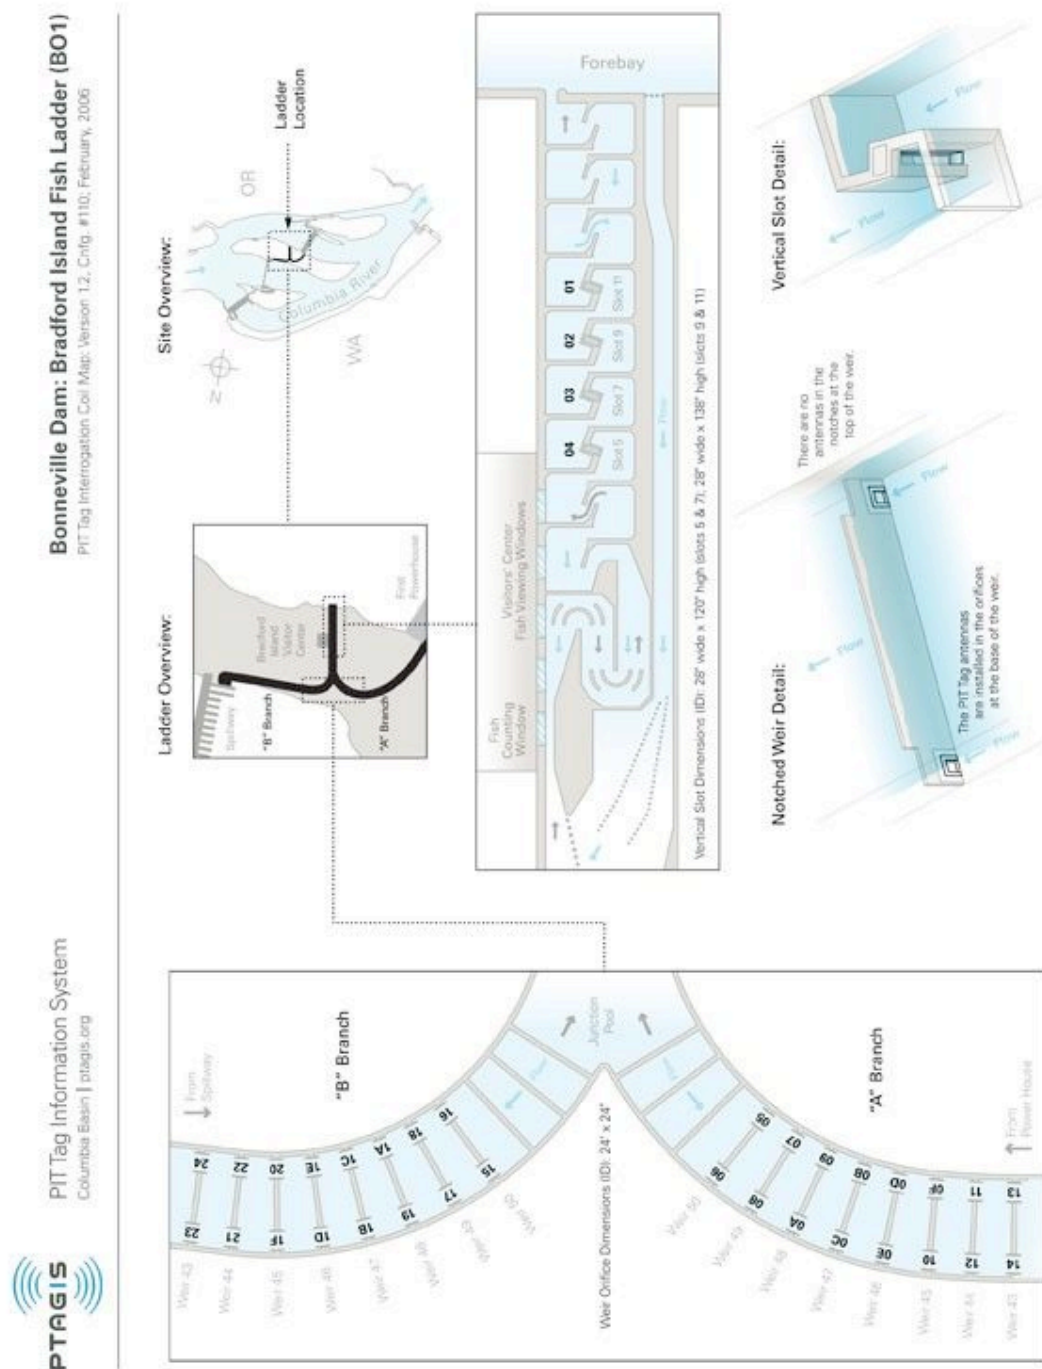 PTAGIS
PIT Tag Information System
Columbia Basin | ptagis.org
Bonneville Dam: Bradford Island Fish Ladder (BO1)
PIT Tag Interrogation Coil Map: Version 1.2, Cnfg. #110; February, 2006
Site Overview:
N
OR
WA
Columbia River
Ladder
Location
Ladder Overview:
Spillway
"B" Branch
"A" Branch
Bradford
Island
Visitor
Center
First
Powerhouse
"B" Branch
From
Spillway
Weir 43
Weir 44
Weir 45
Weir 46
Weir 47
Weir 48
Weir 49
Weir 50
23
24
21
22
1F
20
1D
1E
1B
1C
19
1A
17
18
15
16
Flow
Junction
Pool
Weir Orifice Dimensions (ID): 24" x 24"
Flow
Weir 50
Weir 49
Weir 48
Weir 47
Weir 46
Weir 45
Weir 44
Weir 43
06
05
08
07
0A
09
0C
0B
0E
0D
10
0F
12
11
14
13
"A" Branch
From
Power House
Fish
Counting
Window
Visitors' Center
Fish Viewing Windows
Forebay
04
03
02
01
Slot 5
Slot 7
Slot 9
Slot 11
Flow
Vertical Slot Dimensions (ID): 28" wide x 120" high (slots 5 & 7), 28" wide x 138" high (slots 9 & 11)
Notched Weir Detail:
Flow
Flow
Flow
The PIT Tag antennas
are installed in the orifices
at the base of the weir.
There are no
antennas in the
notches at the
top of the weir.
Vertical Slot Detail:
Flow
Flow